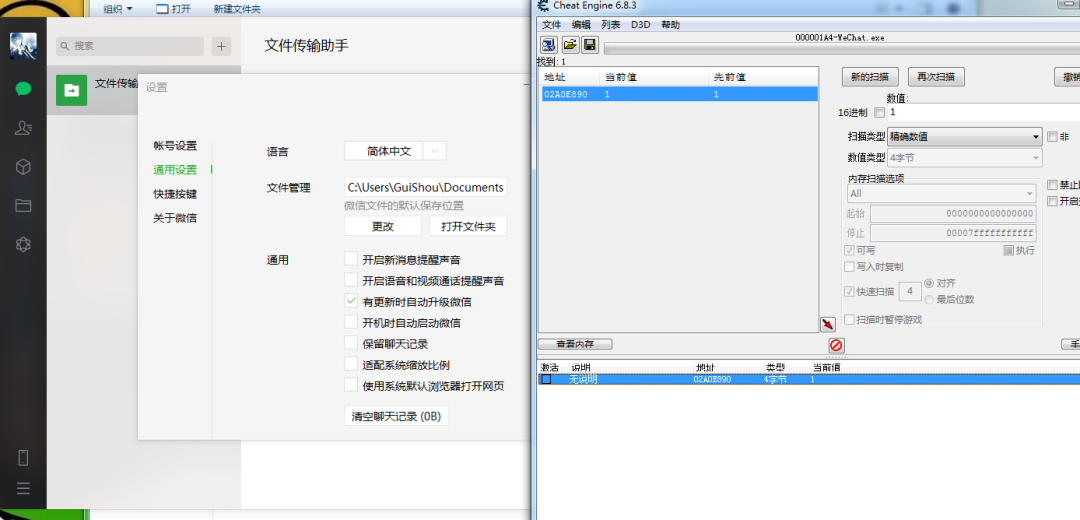 组织 打开 新建文件夹
搜索
文件传输助手
文件传输
设置
帐号设置
通用设置
快捷按键
关于微信
语言 简体中文
文件管理 C:\Users\GuiShou\Documents
微信文件的默认保存位置
更改 打开文件夹
通用 开启新消息提醒声音
开启语音和视频通话提醒声音
有更新时自动升级微信
开机时自动启动微信
保留聊天记录
适配系统缩放比例
使用系统默认浏览器打开网页
清空聊天记录 (0B)
Cheat Engine 6.8.3
文件 编辑 列表 D3D 帮助
000001A4-WeChat.exe
找到: 1
地址 当前值 先前值
02A0E890 1 1
新的扫描 再次扫描 撤销
数值:
16进制 1
扫描类型 精确数值 非
数值类型 4字节
内存扫描选项
All
起始 0000000000000000
停止 00007fffffffffff
可写 执行
写入时复制
快速扫描 4 对齐
最后位数
扫描时暂停游戏
禁止
开启
查看内存 手
激活 说明 地址 类型 当前值
无说明 02A0E890 4字节 1